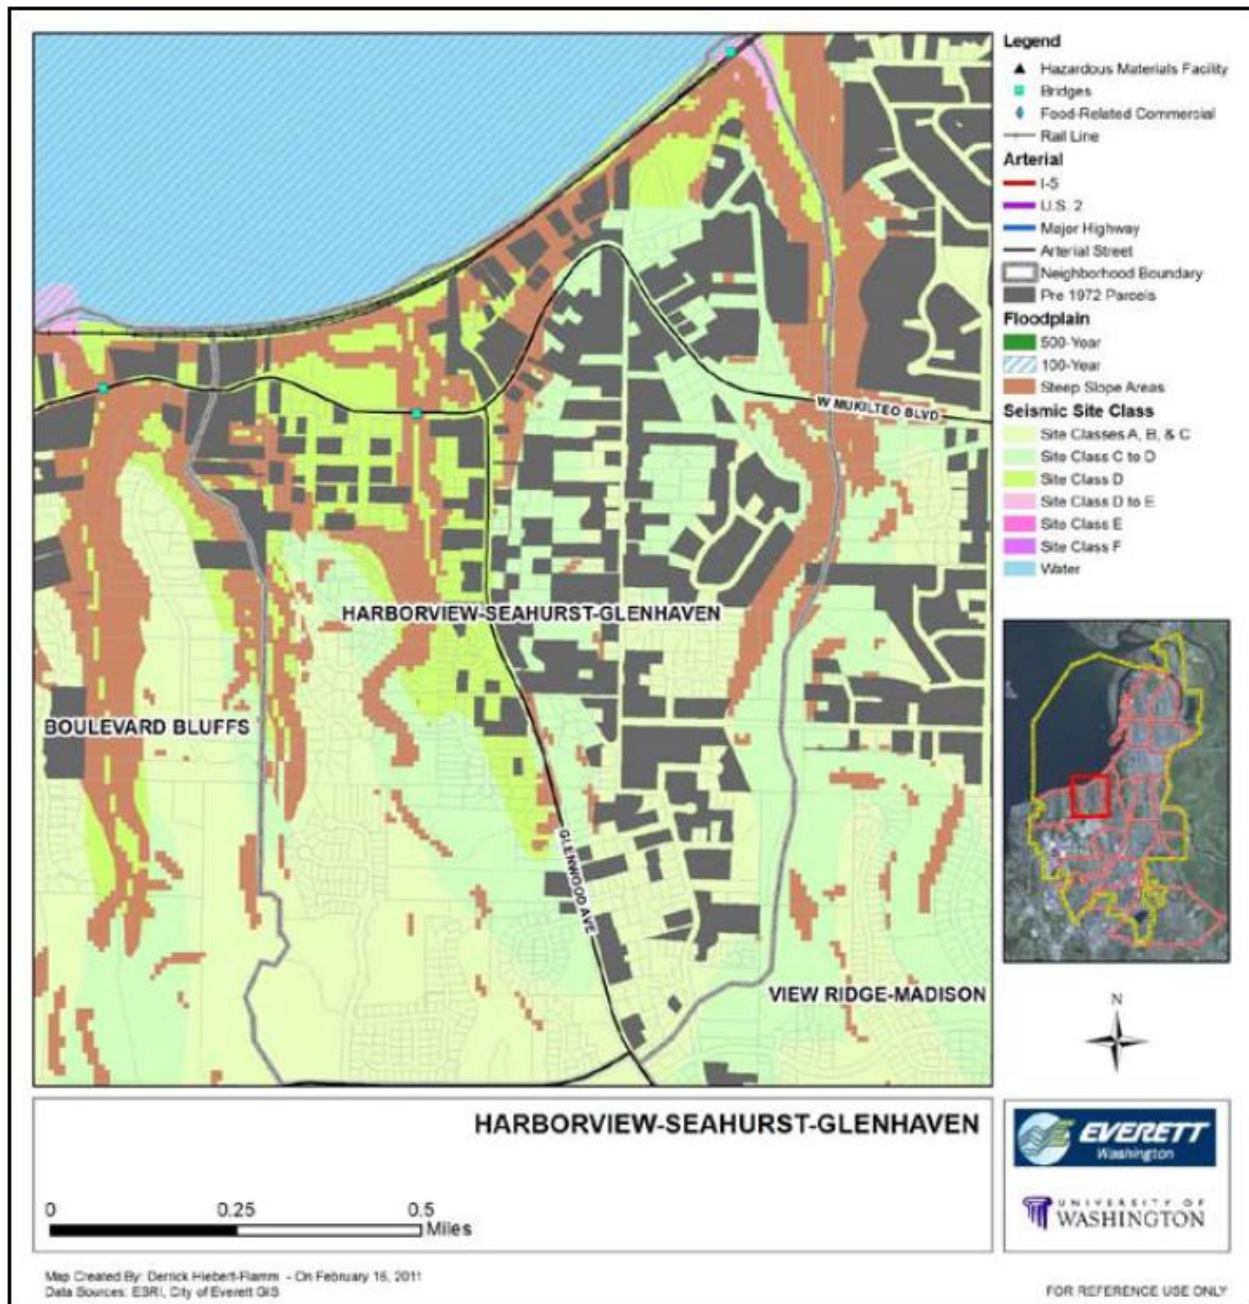 Legend
Hazardous Materials Facility
Bridges
Food-Related Commercial
Rail Line
Arterial
I-5
U.S. 2
Major Highway
Arterial Street
Neighborhood Boundary
Pre 1972 Parcels
Floodplain
500-Year
100-Year
Steep Slope Areas
Seismic Site Class
Site Classes A, B, & C
Site Class C to D
Site Class D
Site Class D to E
Site Class E
Site Class F
Water
W MUKILTEO BLVD
HARBORVIEW-SEAHURST-GLENHAVEN
BOULEVARD BLUFFS
GLENWOOD AVE
VIEW RIDGE-MADISON
N
HARBORVIEW-SEAHURST-GLENHAVEN
0 0.25 0.5
Miles
EVERETT
Washington
UNIVERSITY OF
WASHINGTON
Map Created By: Derrick Hiebert-Flamm - On February 16, 2011
Data Sources: ESRI, City of Everett GIS
FOR REFERENCE USE ONLY